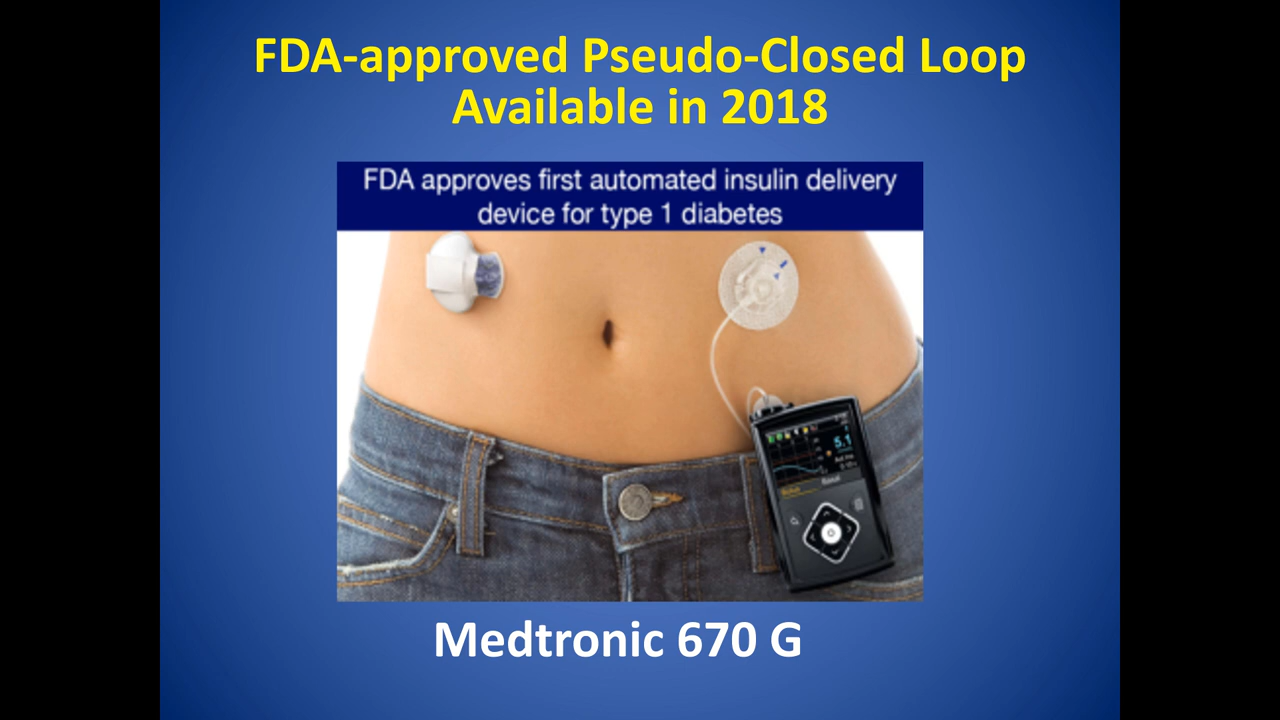 FDA-approved Pseudo-Closed Loop
Available in 2018
FDA approves first automated insulin delivery
device for type 1 diabetes
5.1
Medtronic 670 G